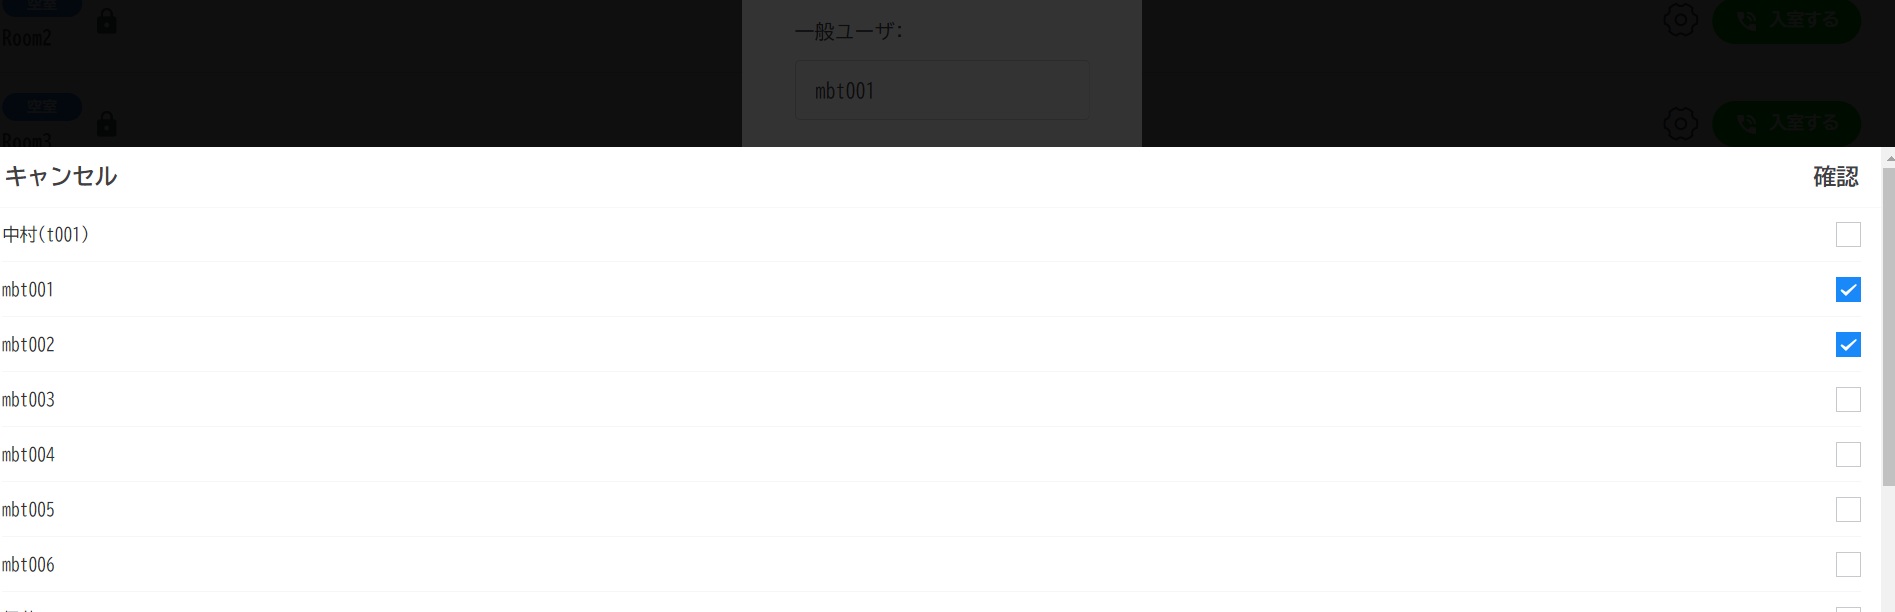 空室
Room2
一般ユーザ:
入室する
mbt001
空室
Room3
入室する
キャンセル
確認
中村(t001)
mbt001
mbt002
mbt003
mbt004
mbt005
mbt006